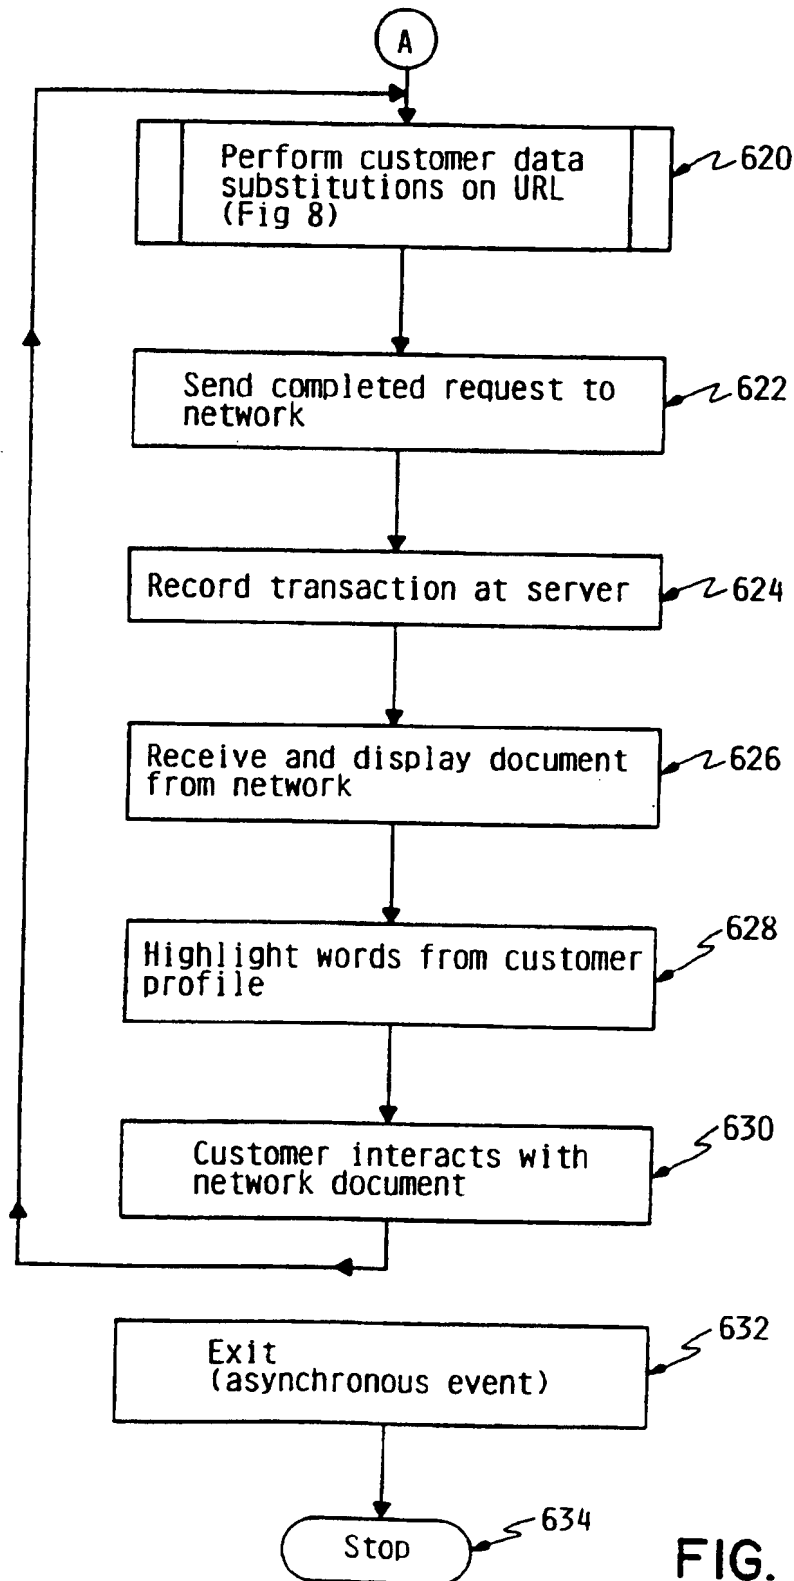 A
Perform customer data
substitutions on URL
(Fig 8)
620
Send completed request to
network
622
Record transaction at server
624
Receive and display document
from network
626
Highlight words from customer
profile
628
Customer interacts with
network document
630
Exit
(asynchronous event)
632
Stop
634
FIG.